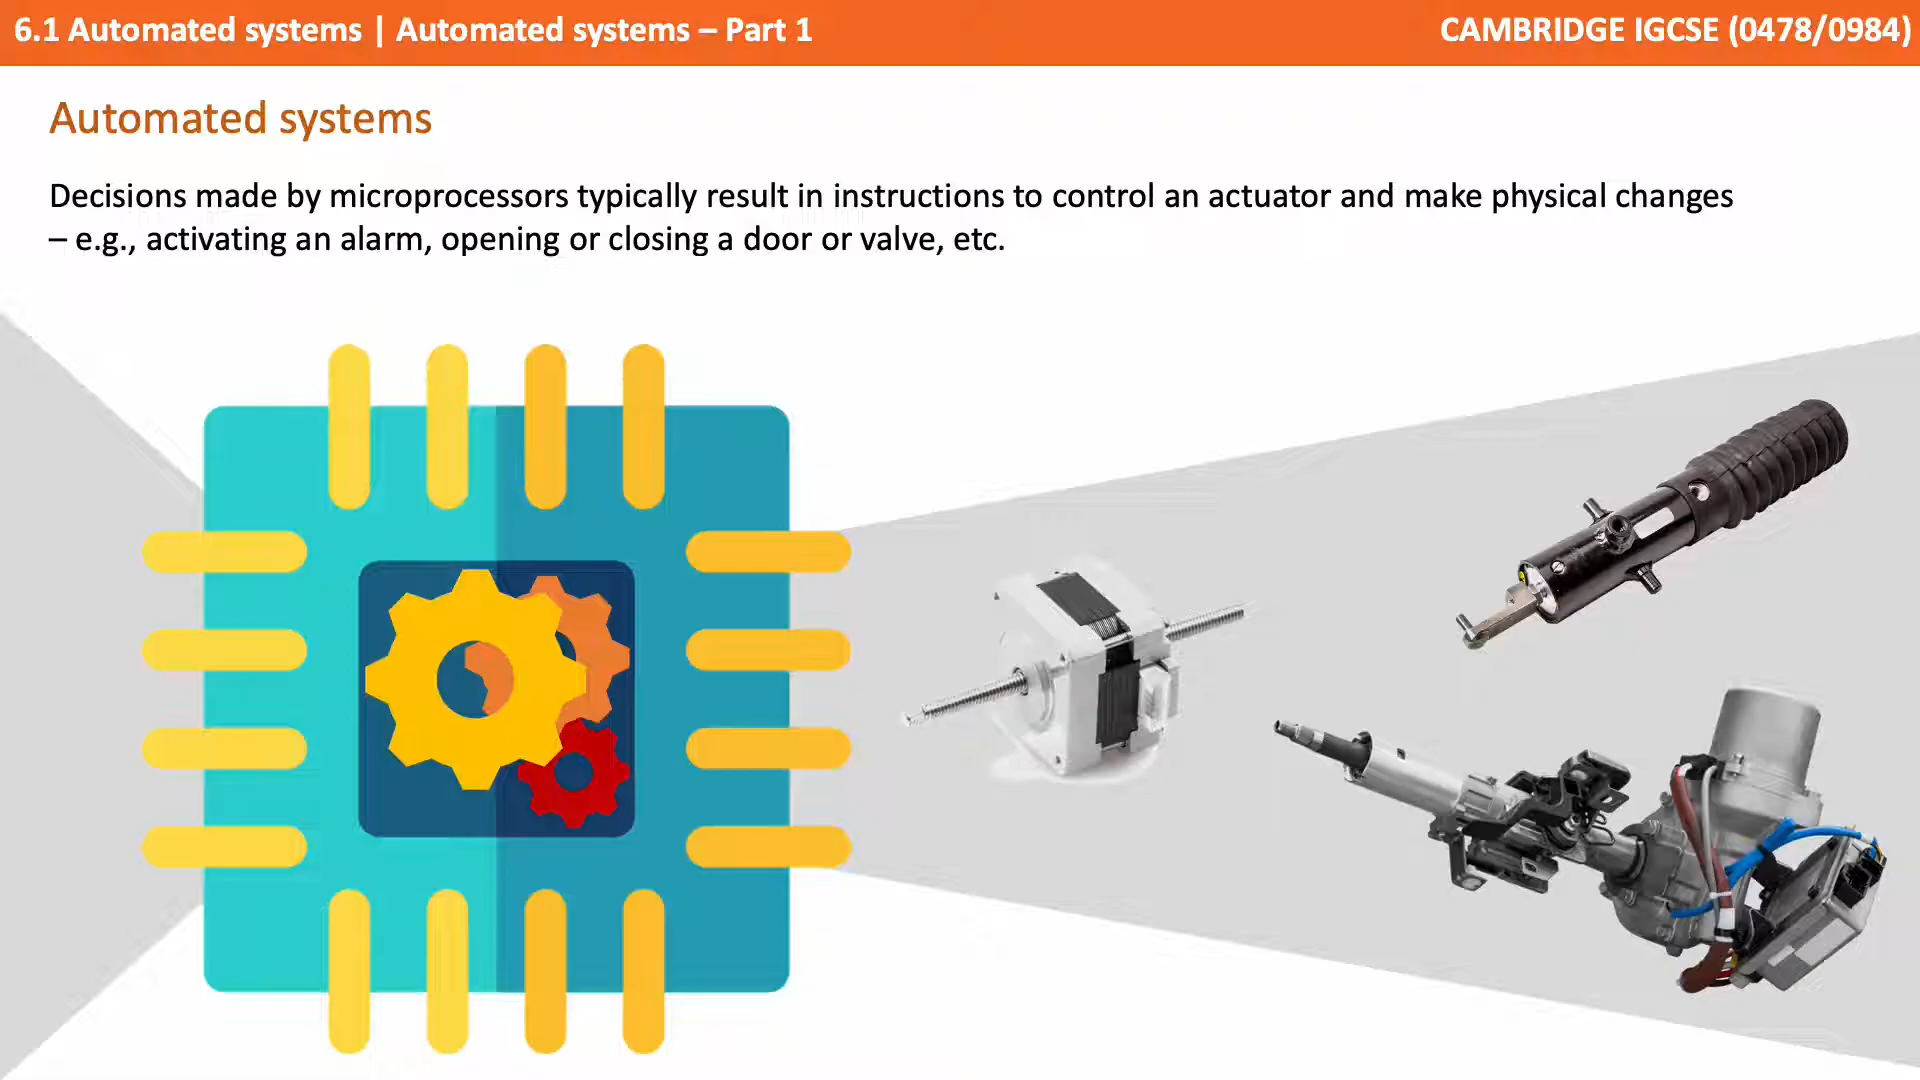 6.1 Automated systems | Automated systems – Part 1
CAMBRIDGE IGCSE (0478/0984)
Automated systems
Decisions made by microprocessors typically result in instructions to control an actuator and make physical changes
– e.g., activating an alarm, opening or closing a door or valve, etc.